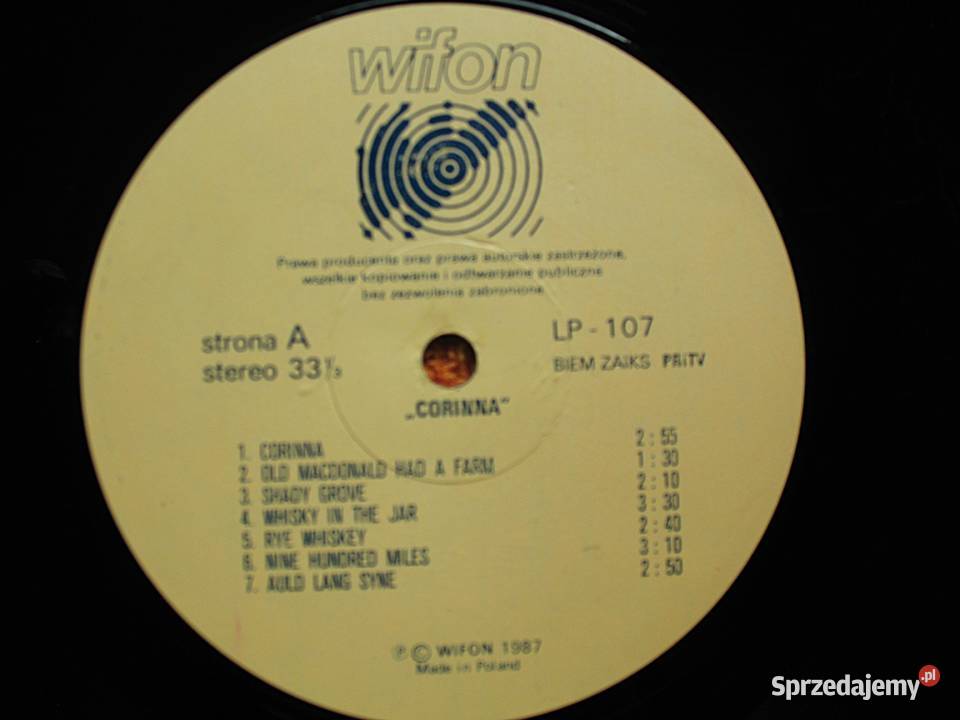 wifon
Prawa producenta oraz prawa autorskie zastrzeżone,
wszelkie kopiowanie i odtwarzanie publiczne
bez zezwolenia zabronione.
strona A
stereo 33 1/3
LP - 107
BIEM ZAIKS PRiTV
„CORINNA”
1. CORINNA 2 : 55
2. OLD MACDONALD HAD A FARM 1 : 30
3. SHADY GROVE 2 : 10
4. WHISKY IN THE JAR 3 : 30
5. RYE WHISKEY 2 : 40
6. NINE HUNDRED MILES 3 : 10
7. AULD LANG SYNE 2 : 50
℗ © WIFON 1987
Made in Poland
Sprzedajemy.pl